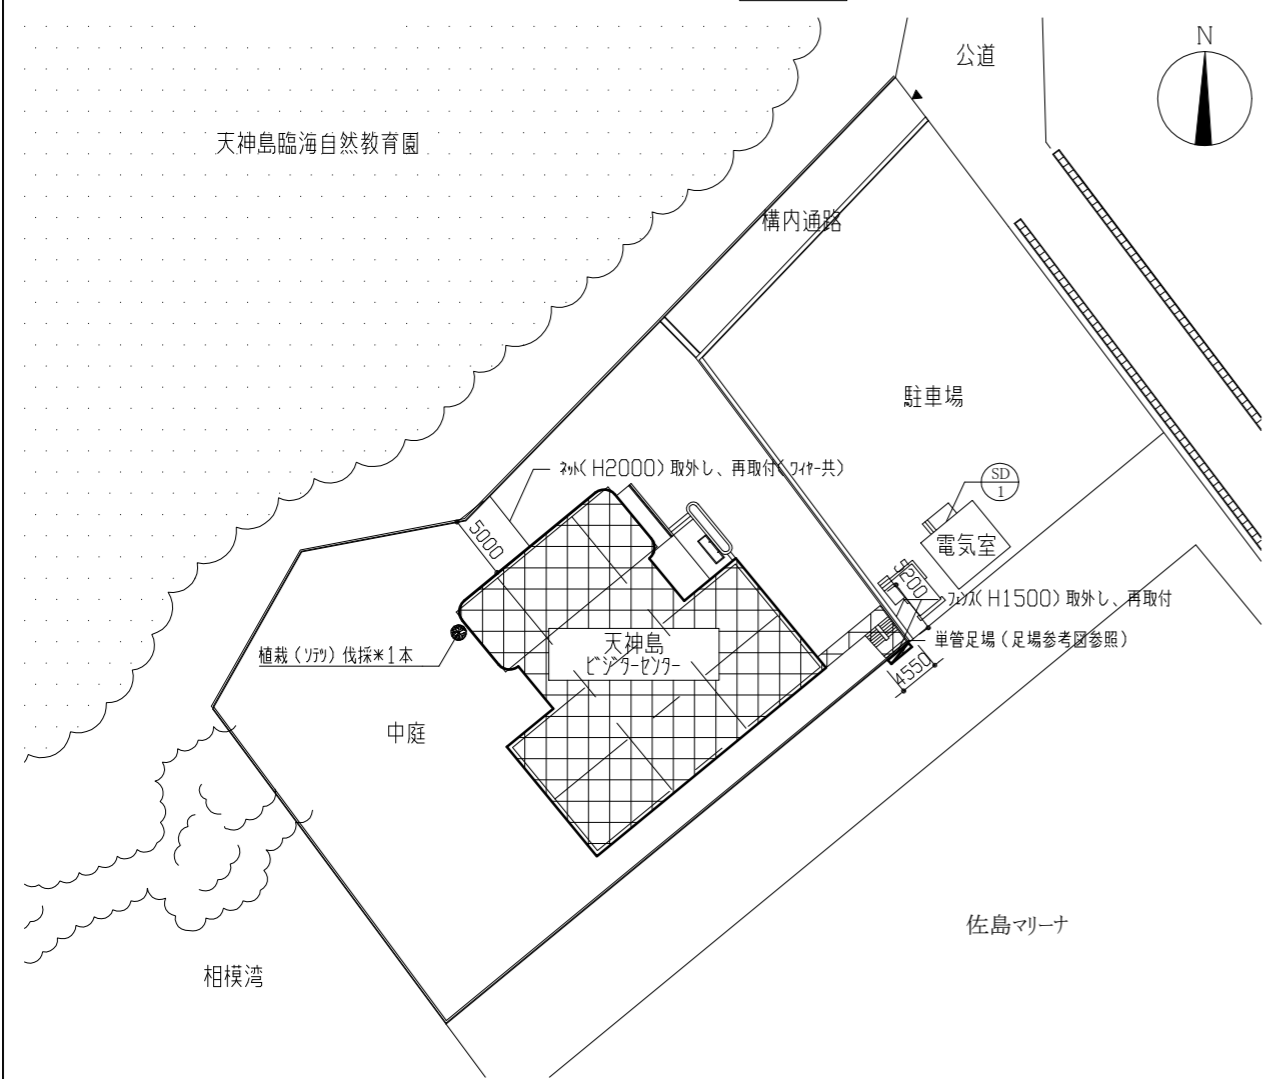 公道
N
天神島臨海自然教育園
構内通路
駐車場
ﾈｯﾄ(H2000)取外し、再取付(ﾜｲﾔｰ共)
SD
1
5000
電気室
ﾌｪﾝｽ(H1500)取外し、再取付
単管足場(足場参考図参照)
天神島
ﾋﾞｼﾞﾀｰｾﾝﾀｰ
植栽(ｿﾃﾂ)伐採*1本
4550
中庭
佐島マリーナ
相模湾